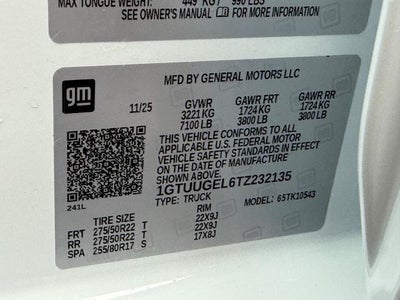 MAX TONGUE WEIGHT: 449 KG / 990 LBS
SEE OWNER'S MANUAL FOR MORE INFORMATION
gm
MFD BY GENERAL MOTORS LLC
11/25 GVWR GAWR FRT GAWR RR
3221 KG 1724 KG 1724 KG
7100 LB 3800 LB 3800 LB
THIS VEHICLE CONFORMS TO ALL
APPLICABLE U.S. FEDERAL MOTOR
VEHICLE SAFETY STANDARDS IN EFFECT
ON THE DATE OF MANUFACTURE
SHOWN ABOVE.
1GTUUGEL6TZ232135
241L
TYPE: TRUCK MODEL: 65TK10543
TIRE SIZE RIM
FRT 275/50R22 T 22X9J
RR 275/50R22 T 22X9J
SPA 255/80R17 S 17X8J